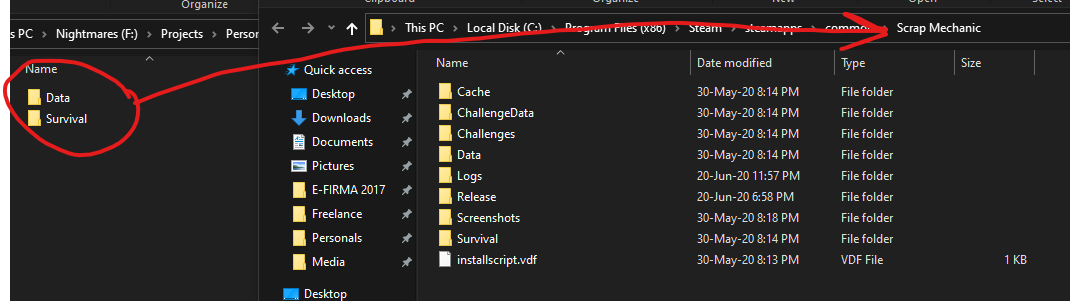 Organize
Clipboard
Organize
New
Open
Select
s PC > Nightmares (F:) > Projects > Person
Name
Data
Survival
> This PC > Local Disk (C:) > Program Files (x86) > Steam > steamapps > common > Scrap Mechanic
Quick access
Desktop
Downloads
Documents
Pictures
E-FIRMA 2017
Freelance
Personals
Media
Desktop
Name Date modified Type Size
Cache 30-May-20 8:14 PM File folder
ChallengeData 30-May-20 8:14 PM File folder
Challenges 30-May-20 8:14 PM File folder
Data 30-May-20 8:14 PM File folder
Logs 20-Jun-20 11:57 PM File folder
Release 20-Jun-20 6:58 PM File folder
Screenshots 30-May-20 8:18 PM File folder
Survival 30-May-20 8:14 PM File folder
installscript.vdf 30-May-20 8:13 PM VDF File 1 KB